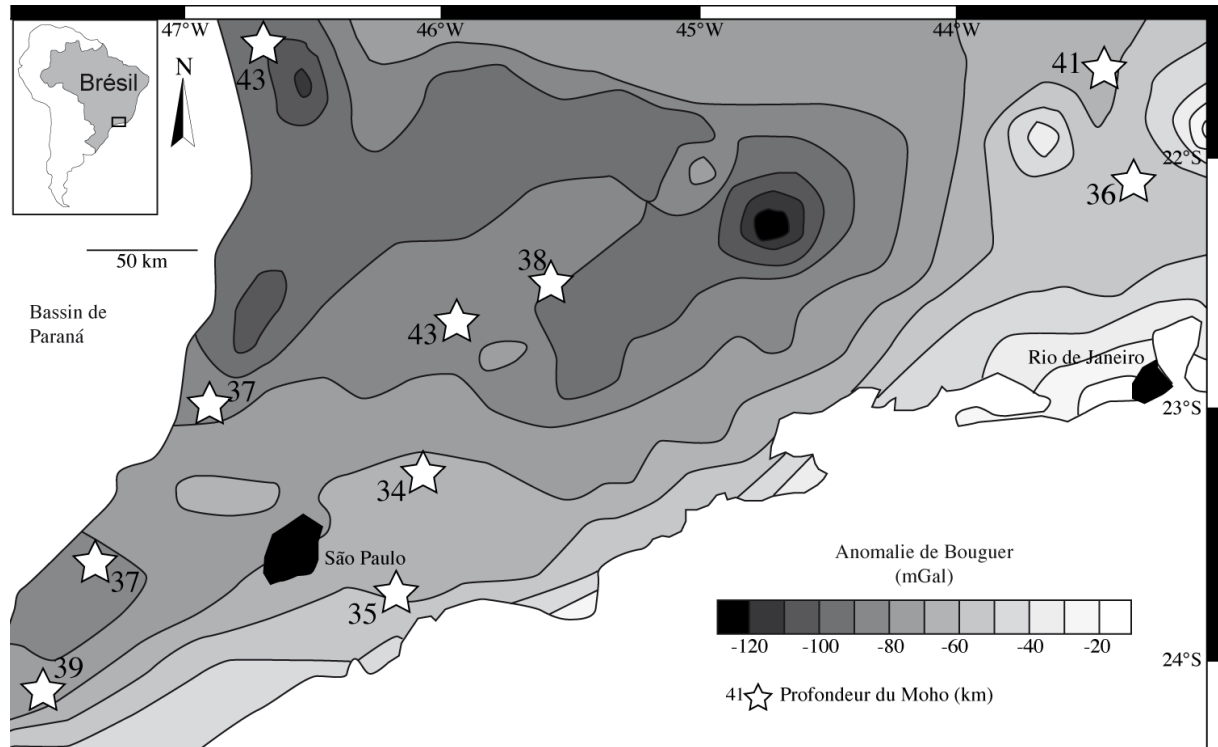 47°W
46°W
45°W
44°W
Brésil
N
43
41
22°S
36
50 km
38
Bassin de
Paraná
43
Rio de Janeiro
37
23°S
34
São Paulo
Anomalie de Bouguer
(mGal)
37
35
-120 -100 -80 -60 -40 -20
39
24°S
41 Profondeur du Moho (km)